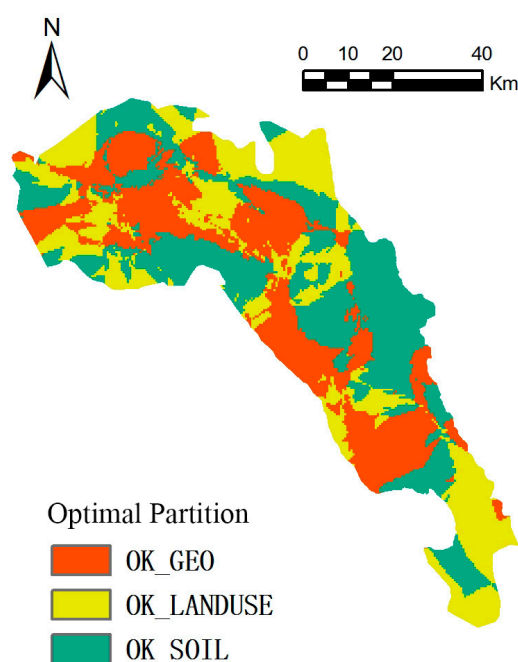 N
0 10 20 40
Km
Optimal Partition
OK_GEO
OK_LANDUSE
OK_SOIL